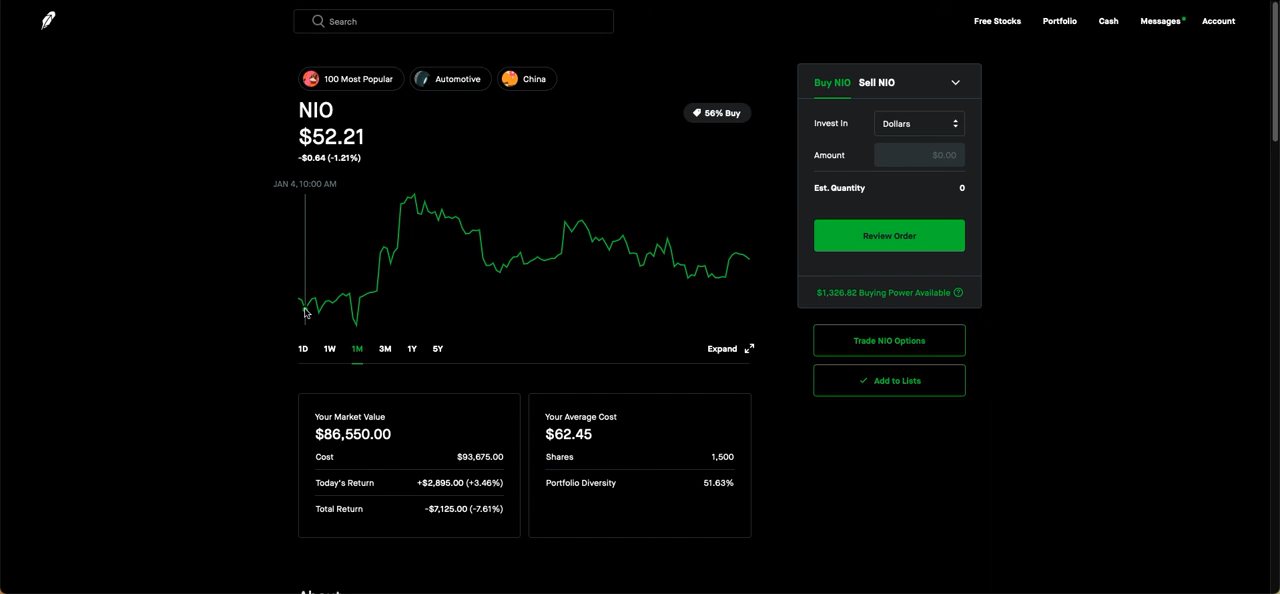 Search
Free Stocks Portfolio Cash Messages Account
100 Most Popular Automotive China
NIO
56% Buy
$52.21
-$0.64 (-1.21%)
JAN 4, 10:00 AM
1D 1W 1M 3M 1Y 5Y Expand
Your Market Value
$86,550.00
Cost $93,675.00
Today's Return +$2,895.00 (+3.46%)
Total Return -$7,125.00 (-7.61%)
Your Average Cost
$62.45
Shares 1,500
Portfolio Diversity 51.63%
Buy NIO Sell NIO
Invest In Dollars
Amount $0.00
Est. Quantity 0
Review Order
$1,326.82 Buying Power Available
Trade NIO Options
Add to Lists
About